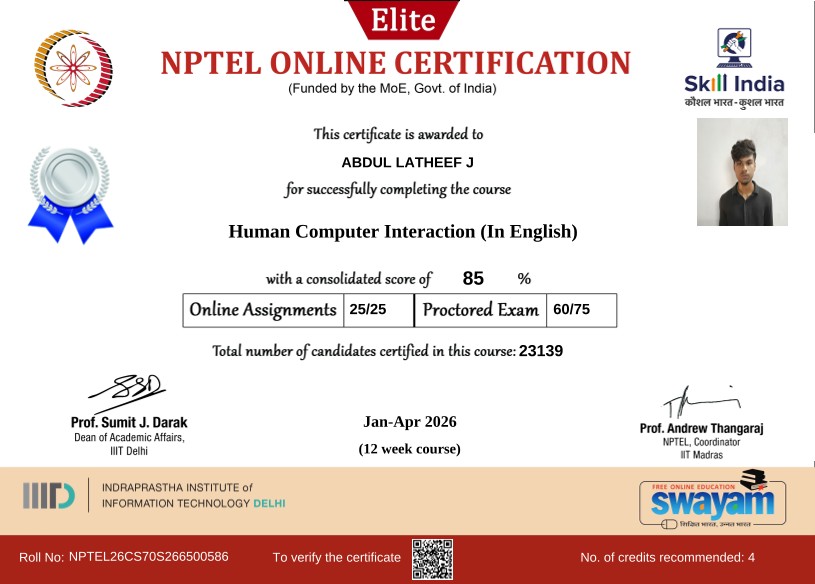 Elite
NPTEL ONLINE CERTIFICATION
(Funded by the MoE, Govt. of India)
Skill India
कौशल भारत - कुशल भारत
This certificate is awarded to
ABDUL LATHEEF J
for successfully completing the course
Human Computer Interaction (In English)
with a consolidated score of 85 %
Online Assignments 25/25 Proctored Exam 60/75
Total number of candidates certified in this course: 23139
Prof. Sumit J. Darak
Dean of Academic Affairs,
IIIT Delhi
Jan-Apr 2026
(12 week course)
Prof. Andrew Thangaraj
NPTEL, Coordinator
IIT Madras
IIITD
INDRAPRASTHA INSTITUTE of
INFORMATION TECHNOLOGY DELHI
FREE ONLINE EDUCATION
swayam
शिक्षित भारत, उन्नत भारत
Roll No: NPTEL26CS70S266500586
To verify the certificate
No. of credits recommended: 4